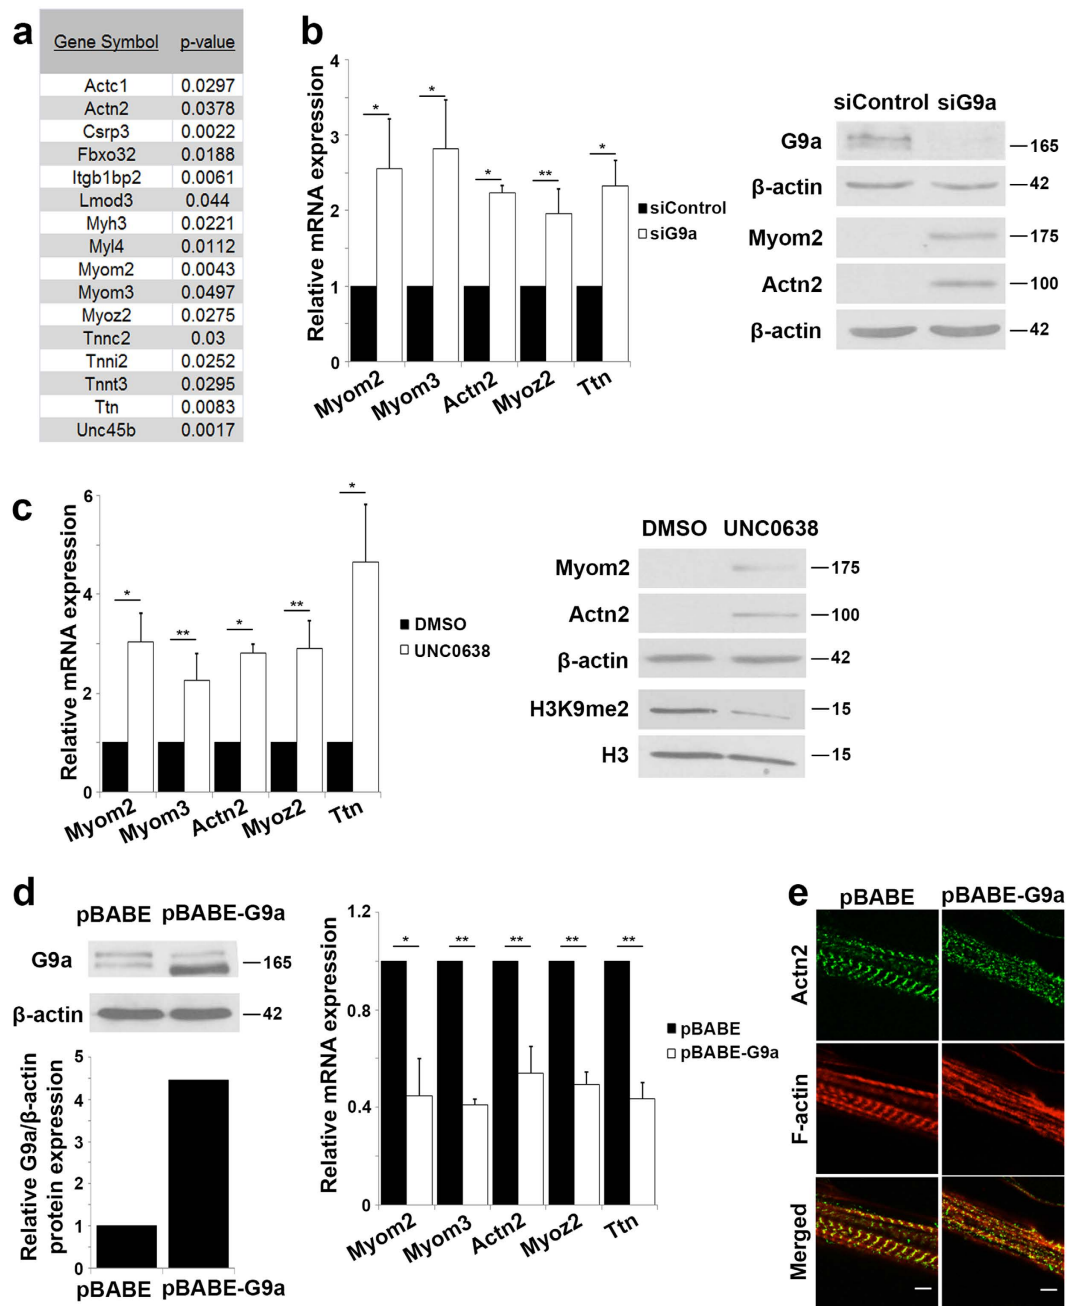 a
Gene Symbol p-value
Actc1 0.0297
Actn2 0.0378
Csrp3 0.0022
Fbxo32 0.0188
Itgb1bp2 0.0061
Lmod3 0.044
Myh3 0.0221
Myl4 0.0112
Myom2 0.0043
Myom3 0.0497
Myoz2 0.0275
Tnnc2 0.03
Tnni2 0.0252
Tnnt3 0.0295
Ttn 0.0083
Unc45b 0.0017
b
Relative mRNA expression
4
3
2
1
0
* * * ** *
Myom2 Myom3 Actn2 Myoz2 Ttn
siControl
siG9a
siControl siG9a
G9a 165
β-actin 42
Myom2 175
Actn2 100
β-actin 42
c
Relative mRNA expression
6
4
2
0
* ** * ** *
Myom2 Myom3 Actn2 Myoz2 Ttn
DMSO
UNC0638
DMSO UNC0638
Myom2 175
Actn2 100
β-actin 42
H3K9me2 15
H3 15
d
pBABE pBABE-G9a
G9a 165
β-actin 42
Relative G9a/β-actin
protein expression
5
4
3
2
1
0
pBABE pBABE-G9a
Relative mRNA expression
1.2
0.8
0.4
0
* ** ** ** **
Myom2 Myom3 Actn2 Myoz2 Ttn
pBABE
pBABE-G9a
e
pBABE pBABE-G9a
Actn2
F-actin
Merged